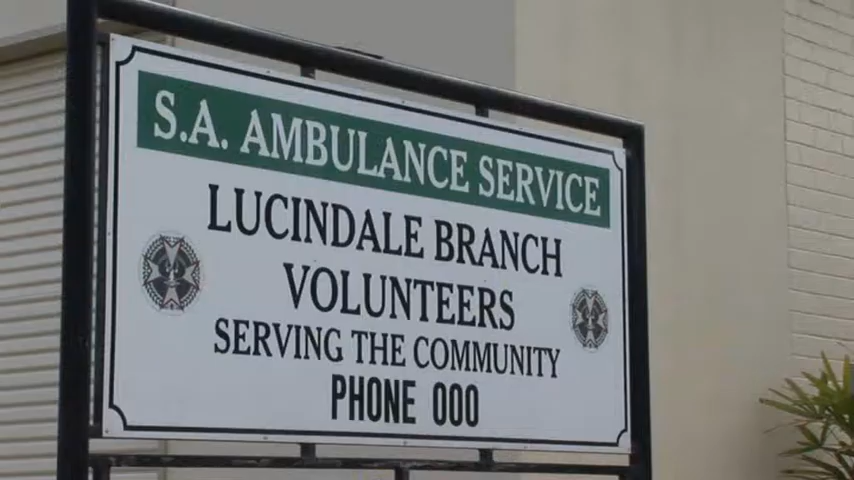 S.A. AMBULANCE SERVICE
LUCINDALE BRANCH
VOLUNTEERS
SERVING THE COMMUNITY
PHONE 000